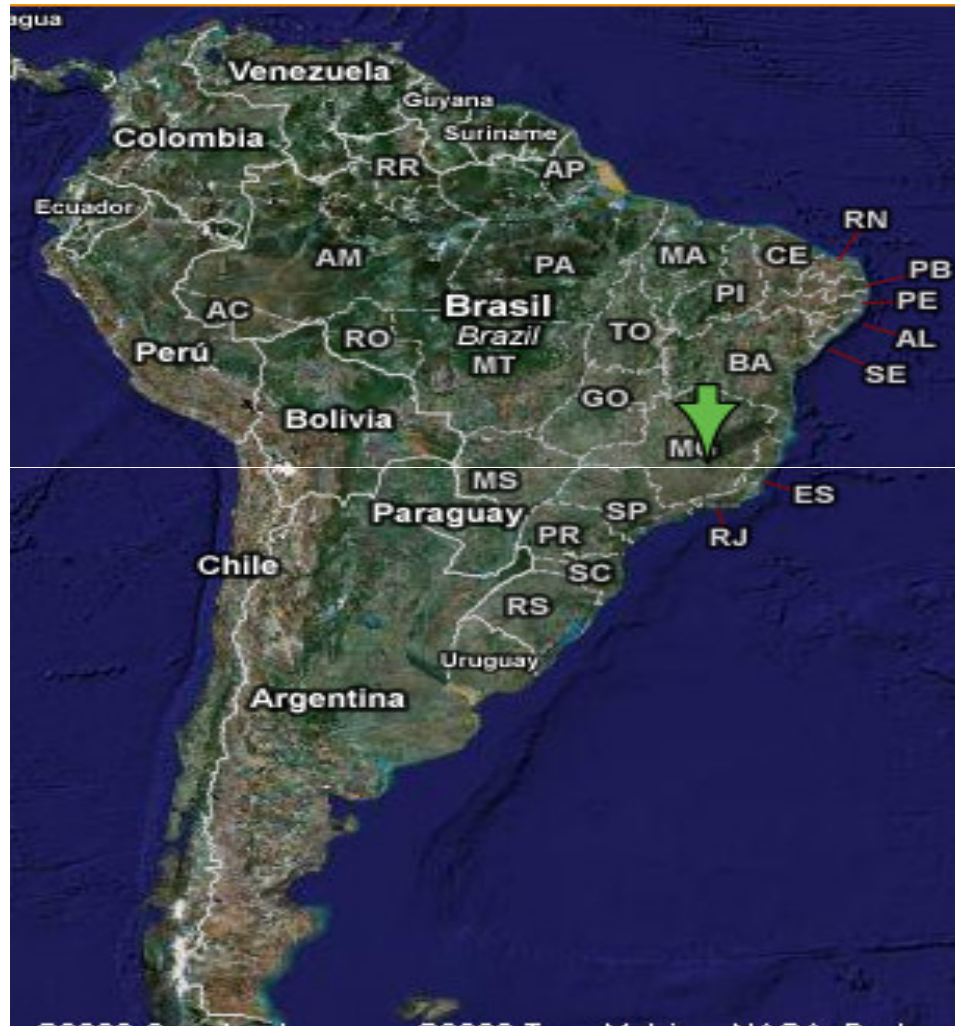 agua
Venezuela
Guyana
Colombia
Suriname
RR
AP
Ecuador
RN
AM
PA
MA
CE
PB
PI
PE
AC
Brasil
RO
Brazil
TO
AL
Perú
MT
BA
SE
GO
Bolivia
MG
MS
ES
Paraguay
SP
PR
RJ
Chile
SC
RS
Uruguay
Argentina